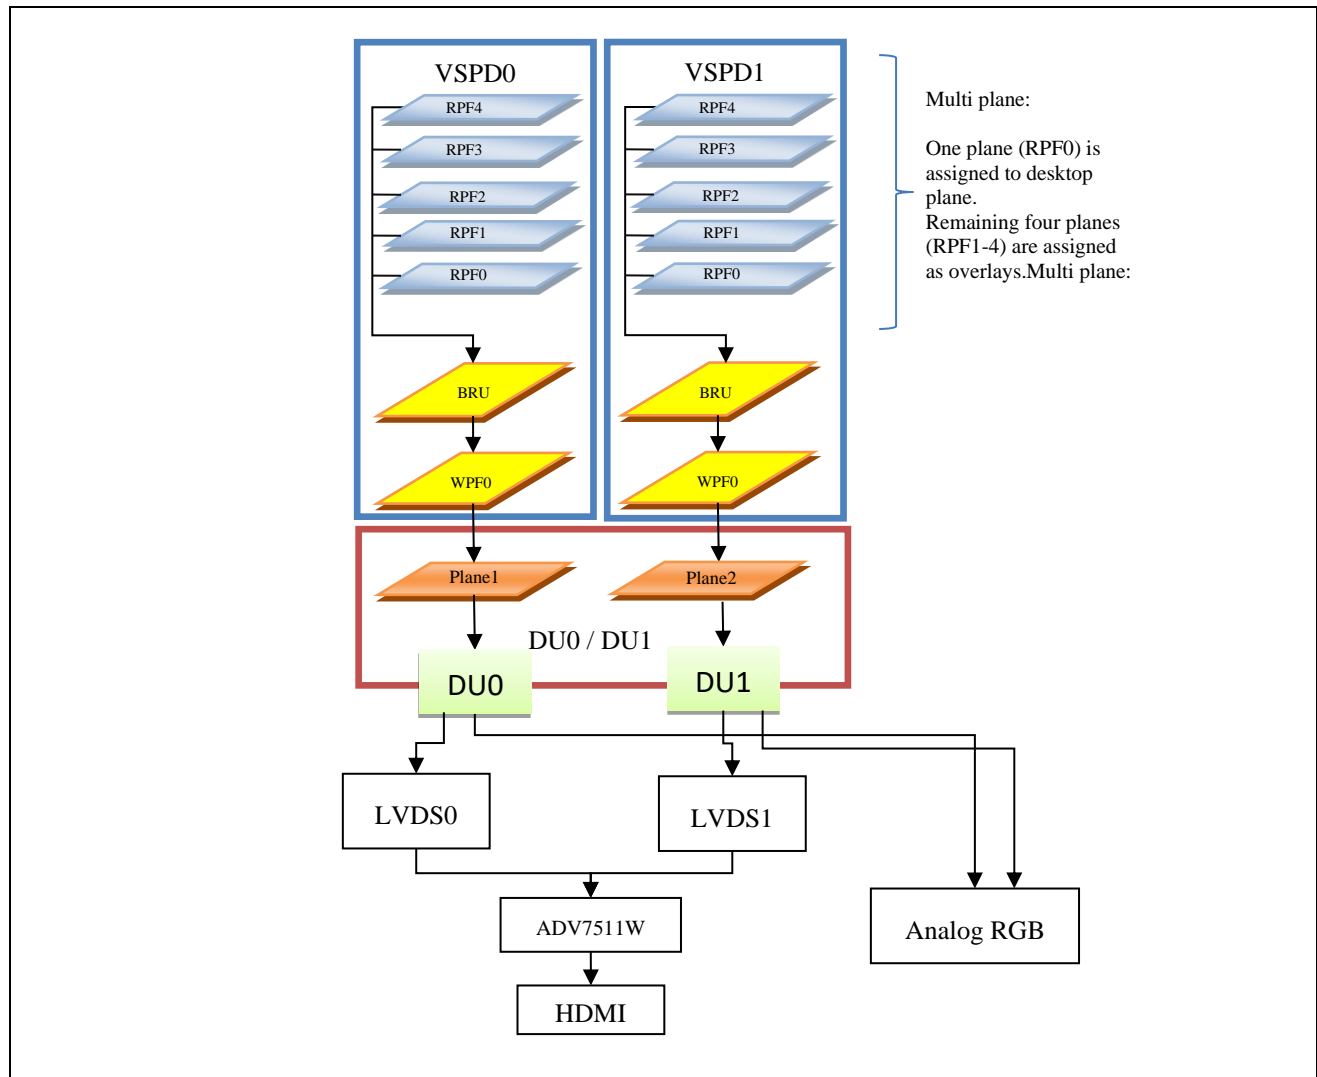 VSPD0
RPF4
RPF3
RPF2
RPF1
RPF0
BRU
WPF0
VSPD1
RPF4
RPF3
RPF2
RPF1
RPF0
BRU
WPF0
Multi plane:
One plane (RPF0) is
assigned to desktop
plane.
Remaining four planes
(RPF1-4) are assigned
as overlays.Multi plane:
Plane1
Plane2
DU0 / DU1
DU0
DU1
LVDS0
LVDS1
ADV7511W
HDMI
Analog RGB